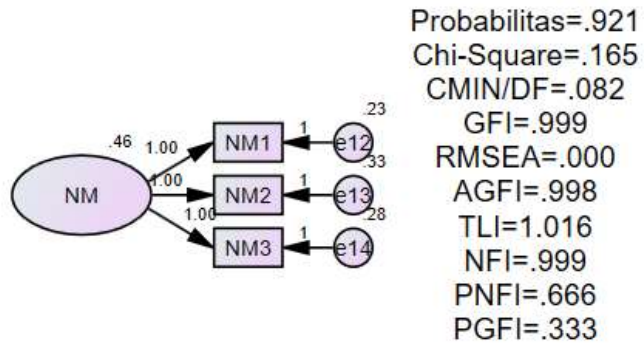 Probabilitas=.921
Chi-Square=.165
CMIN/DF=.082
GFI=.999
RMSEA=.000
AGFI=.998
TLI=1.016
NFI=.999
PNFI=.666
PGFI=.333
.46
NM
1.00
1.00
1.00
NM1
1
e12
.23
NM2
1
e13
.33
NM3
1
e14
.28